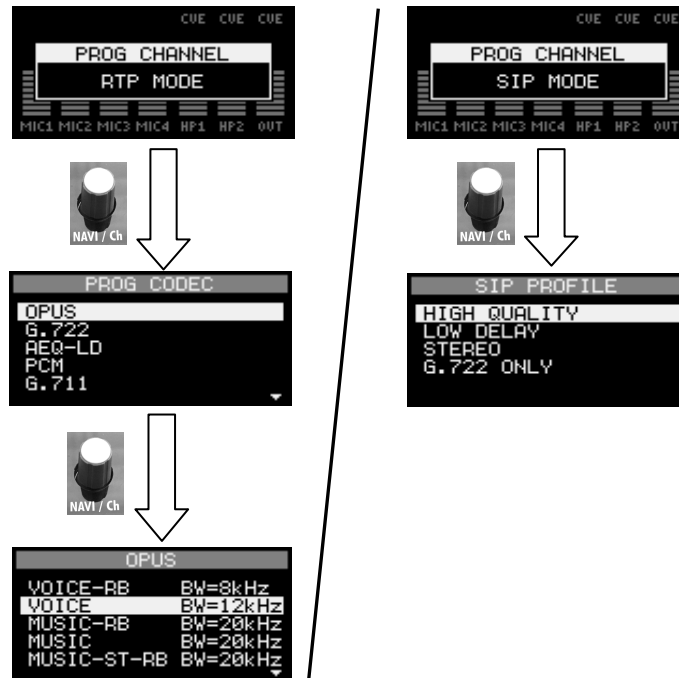 CUE CUE CUE
PROG CHANNEL
RTP MODE
MIC1 MIC2 MIC3 MIC4 HP1 HP2 OUT
NAVI / Ch
PROG CODEC
OPUS
G.722
AEQ-LD
PCM
G.711
NAVI / Ch
OPUS
VOICE-RB BW=8kHz
VOICE BW=12kHz
MUSIC-RB BW=20kHz
MUSIC BW=20kHz
MUSIC-ST-RB BW=20kHz
CUE CUE CUE
PROG CHANNEL
SIP MODE
MIC1 MIC2 MIC3 MIC4 HP1 HP2 OUT
NAVI / Ch
SIP PROFILE
HIGH QUALITY
LOW DELAY
STEREO
G.722 ONLY